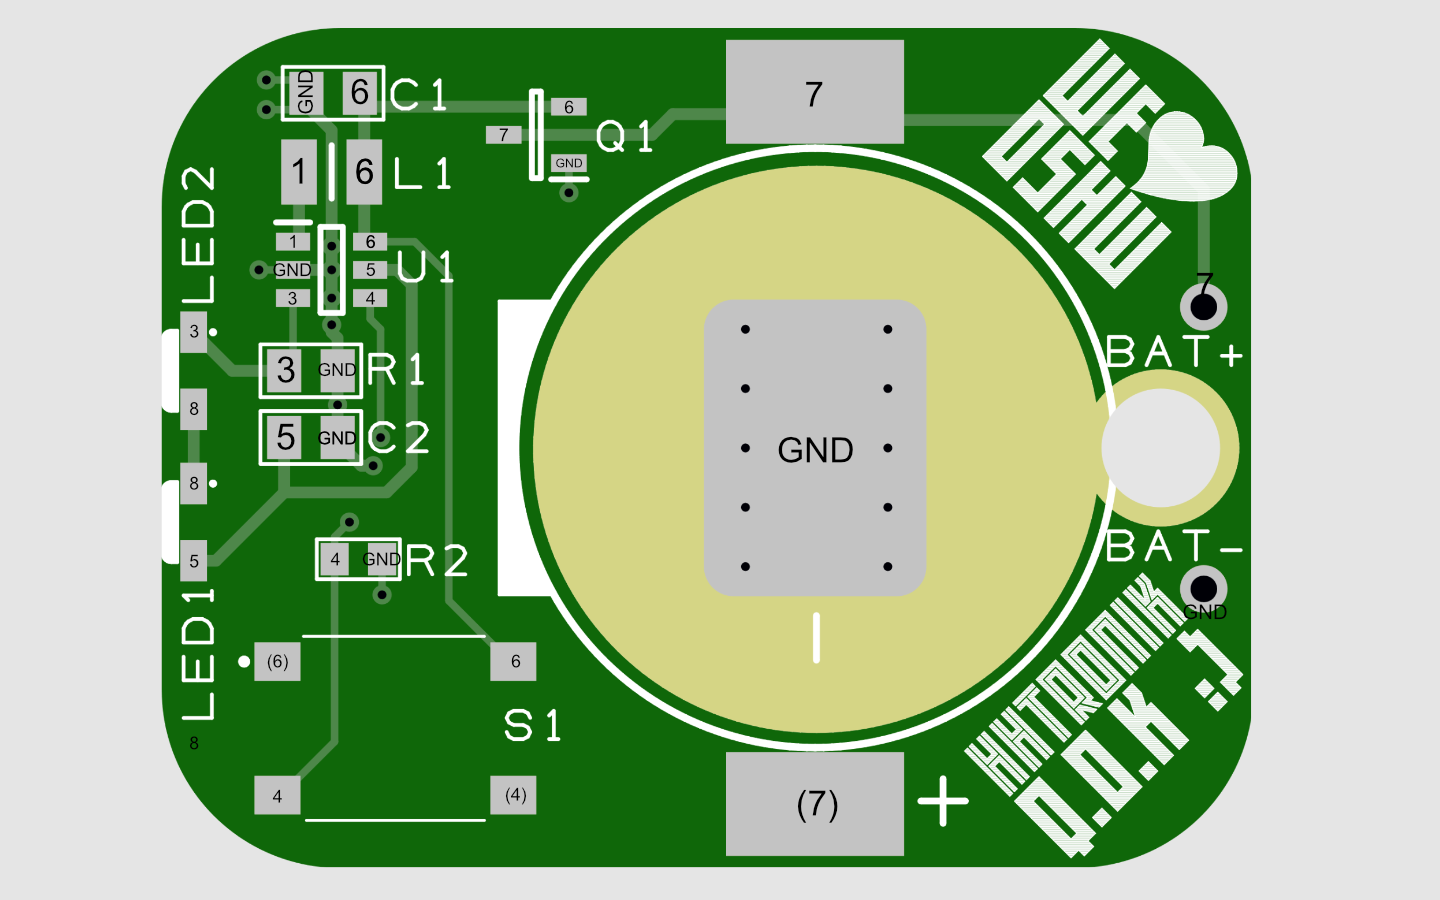 GND 6 C1
6
7 Q1
GND
7
WE
OSHW
1 6 L1
LED2
1 6
GND 5 U1
3 4
7
BAT+
3
3 GND R1
8
5 GND C2
GND
8
BAT-
5
4 GND R2
GND
LED1
(6) 6
HXTRONIK
Q.D.K :J
S1
8
4 (4)
(7) +